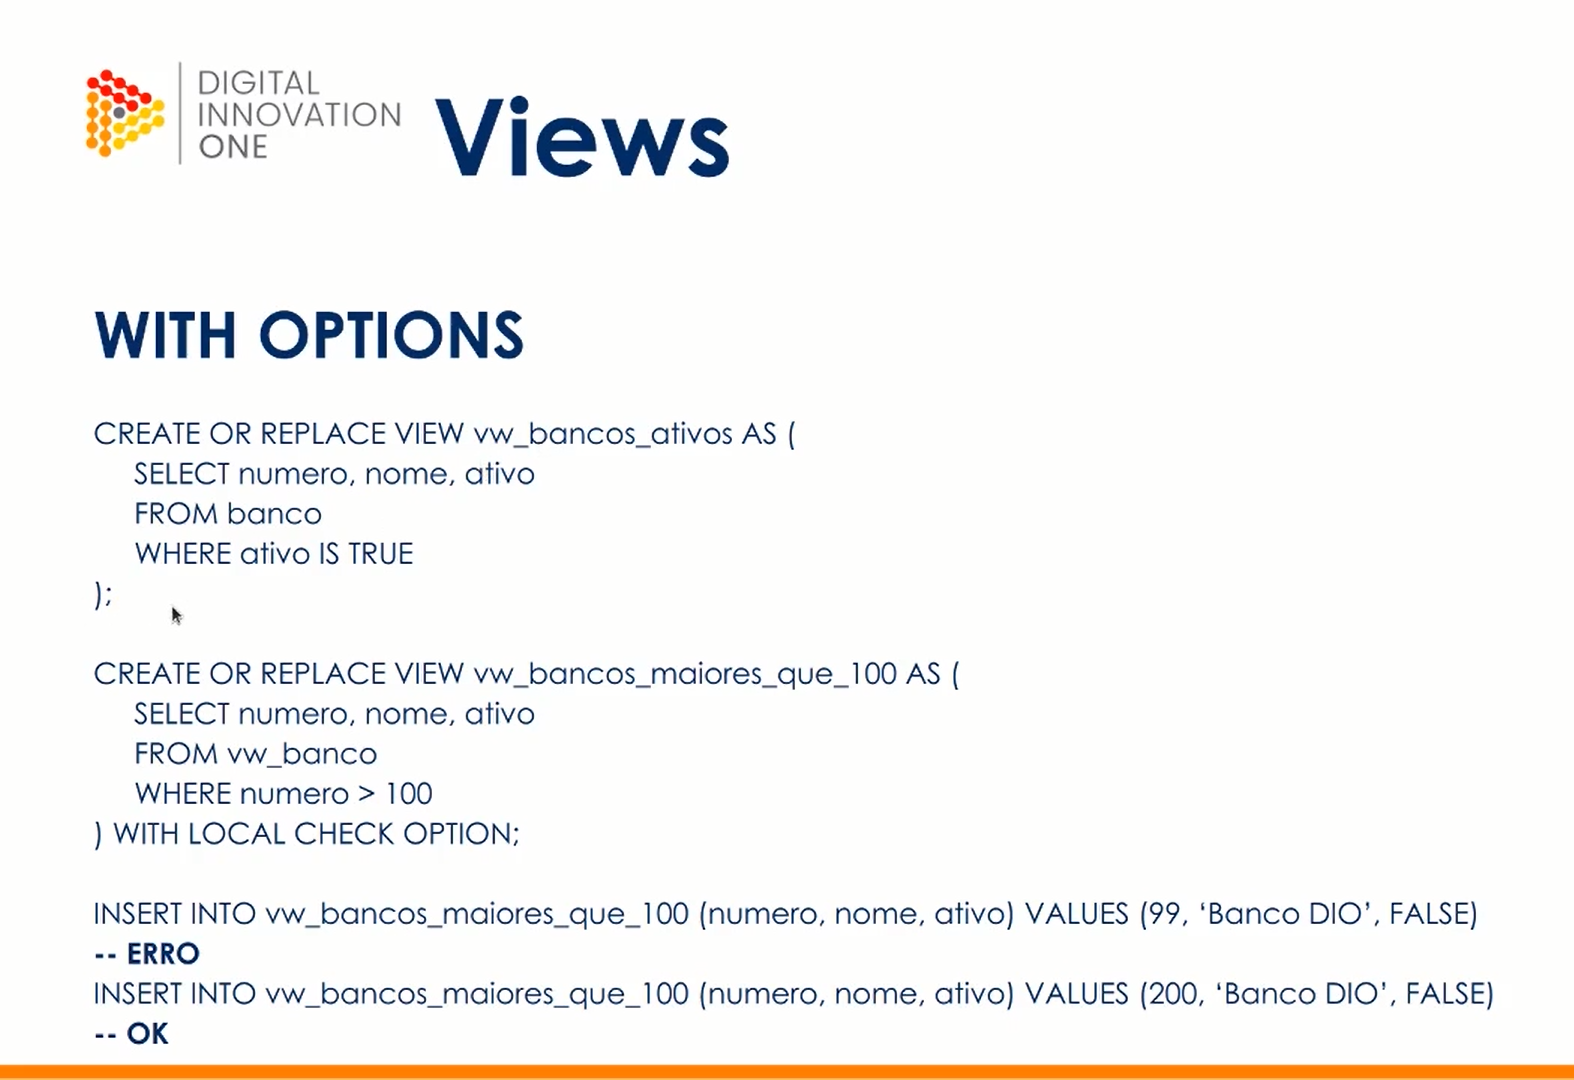 DIGITAL
INNOVATION
ONE
Views
WITH OPTIONS
CREATE OR REPLACE VIEW vw_bancos_ativos AS (
SELECT numero, nome, ativo
FROM banco
WHERE ativo IS TRUE
);
CREATE OR REPLACE VIEW vw_bancos_maiores_que_100 AS (
SELECT numero, nome, ativo
FROM vw_banco
WHERE numero > 100
) WITH LOCAL CHECK OPTION;
INSERT INTO vw_bancos_maiores_que_100 (numero, nome, ativo) VALUES (99, ‘Banco DIO’, FALSE)
-- ERRO
INSERT INTO vw_bancos_maiores_que_100 (numero, nome, ativo) VALUES (200, ‘Banco DIO’, FALSE)
-- OK